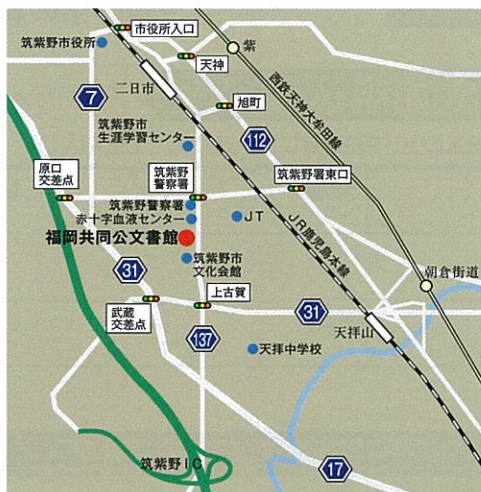 市役所入口
筑紫野市役所
天神
紫
西鉄天神大牟田線
7
二日市
旭町
筑紫野市
生涯学習センター
112
原口
交差点
筑紫野
警察署
筑紫野署東口
筑紫野警察署
赤十字血液センター
JT
JR鹿児島本線
福岡共同公文書館
筑紫野市
文化会館
朝倉街道
31
上古賀
31
武蔵
交差点
天拝山
137
天拝中学校
筑紫野IC
17